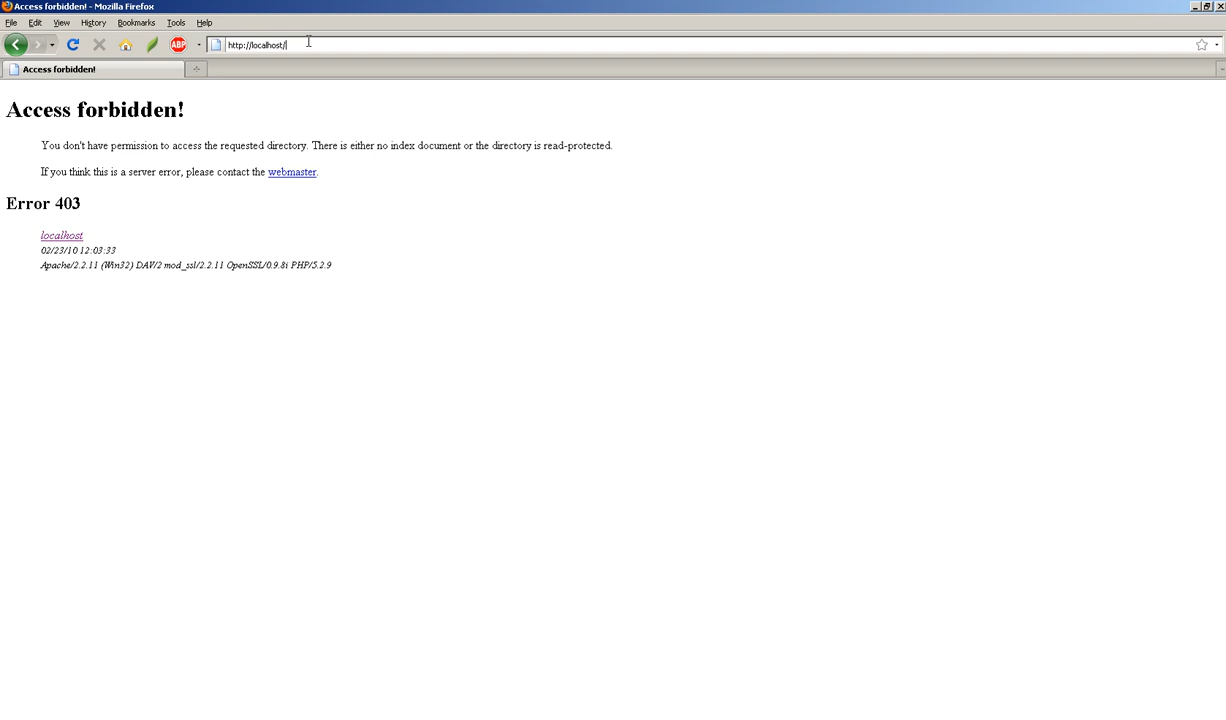 Access forbidden! - Mozilla Firefox
File Edit View History Bookmarks Tools Help
ABP http://localhost/
Access forbidden!
Access forbidden!
You don't have permission to access the requested directory. There is either no index document or the directory is read-protected.
If you think this is a server error, please contact the webmaster.
Error 403
localhost
02/23/10 12:03:33
Apache/2.2.11 (Win32) DAV/2 mod_ssl/2.2.11 OpenSSL/0.9.8i PHP/5.2.9